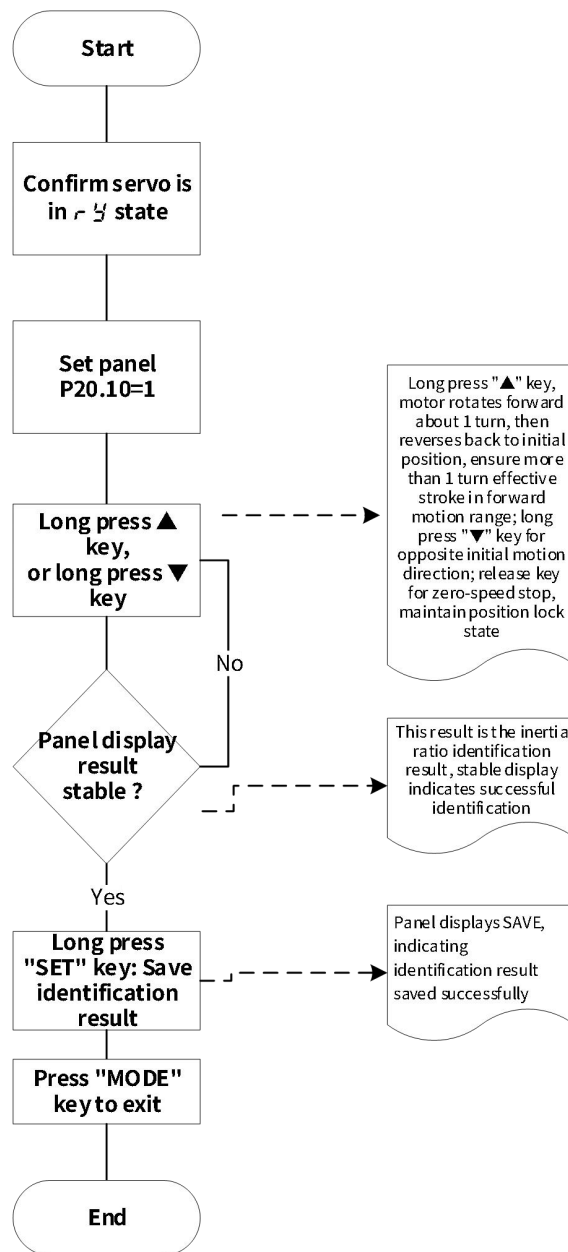 Start
Confirm servo is
in ry state
Set panel
P20.10=1
Long press ▲
key,
or long press ▼
key
Long press "▲" key,
motor rotates forward
about 1 turn, then
reverses back to initial
position, ensure more
than 1 turn effective
stroke in forward
motion range; long
press "▼" key for
opposite initial motion
direction; release key
for zero-speed stop,
maintain position lock
state
No
Panel display
result
stable ?
This result is the inertia
ratio identification
result, stable display
indicates successful
identification
Yes
Long press
"SET" key: Save
identification
result
Panel displays SAVE,
indicating
identification result
saved successfully
Press "MODE"
key to exit
End